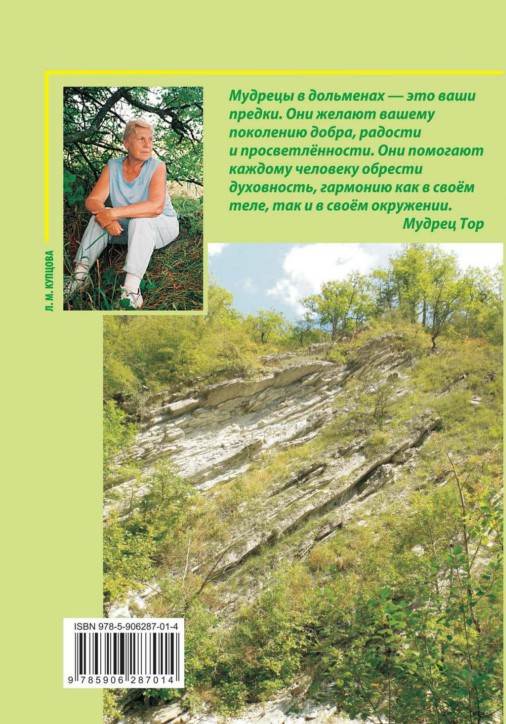 Мудрецы в дольменах — это ваши
предки. Они желают вашему
поколению добра, радости
и просветлённости. Они помогают
каждому человеку обрести
духовность, гармонию как в своём
теле, так и в своём окружении.
Мудрец Тор
Л. М. КУПЦОВА
ISBN 978-5-906287-01-4
9 785906 287014